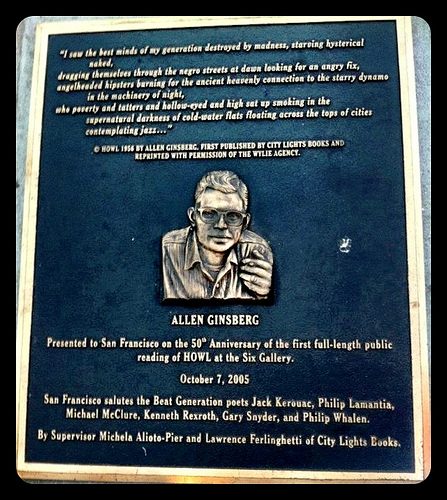 "I saw the best minds of my generation destroyed by madness, starving hysterical
naked,
dragging themselves through the negro streets at dawn looking for an angry fix,
angelheaded hipsters burning for the ancient heavenly connection to the starry dynamo
in the machinery of night,
who poverty and tatters and hollow-eyed and high sat up smoking in the
supernatural darkness of cold-water flats floating across the tops of cities
contemplating jazz..."
© HOWL 1956 BY ALLEN GINSBERG. FIRST PUBLISHED BY CITY LIGHTS BOOKS AND
REPRINTED WITH PERMISSION OF THE WYLIE AGENCY.
ALLEN GINSBERG
Presented to San Francisco on the 50th Anniversary of the first full-length public
reading of HOWL at the Six Gallery.
October 7, 2005
San Francisco salutes the Beat Generation poets Jack Kerouac, Philip Lamantia,
Michael McClure, Kenneth Rexroth, Gary Snyder, and Philip Whalen.
By Supervisor Michela Alioto-Pier and Lawrence Ferlinghetti of City Lights Books.